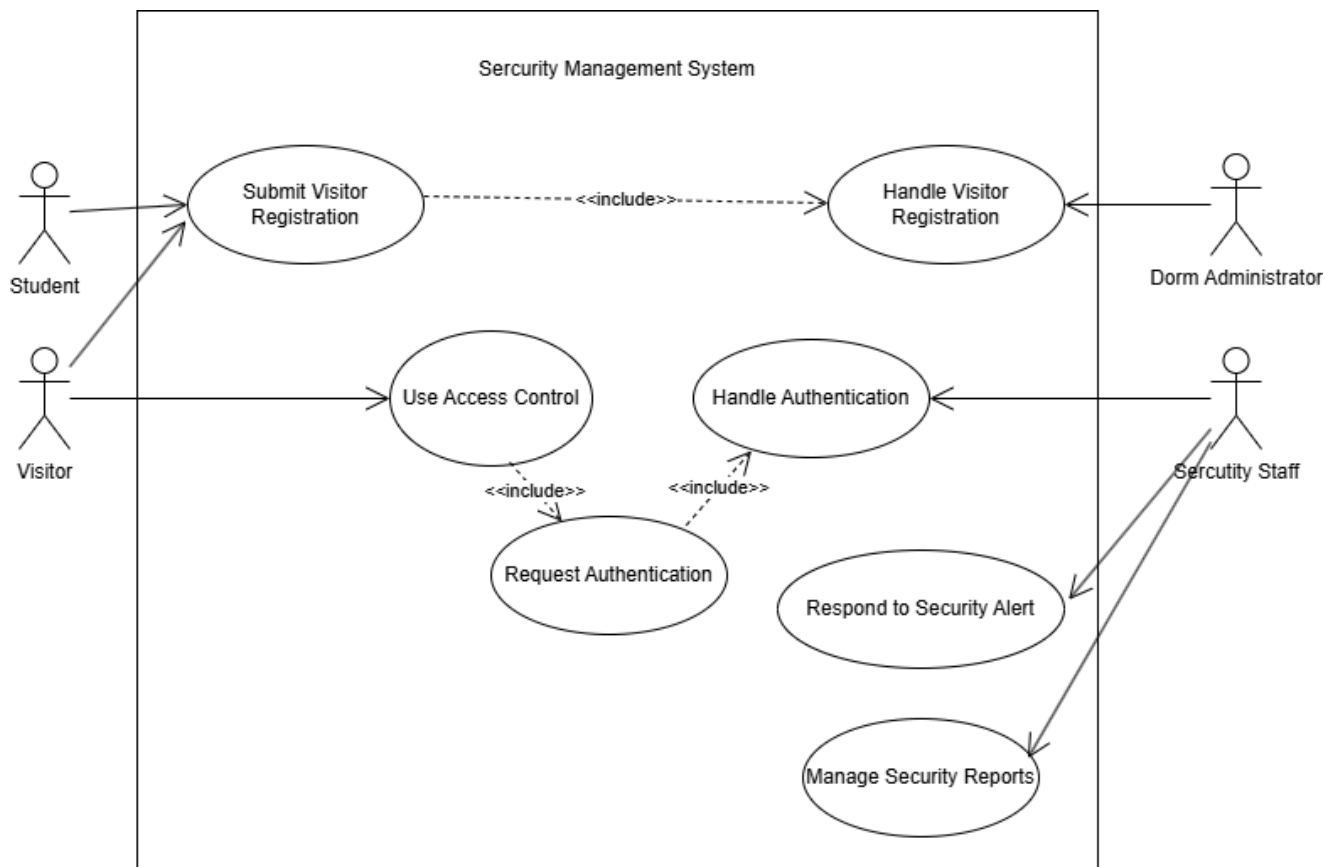 Sercurity Management System
Submit Visitor
Registration
<<include>>
Handle Visitor
Registration
Student
Dorm Administrator
Use Access Control
Handle Authentication
Visitor
Sercutity Staff
<<include>>
<<include>>
Request Authentication
Respond to Security Alert
Manage Security Reports